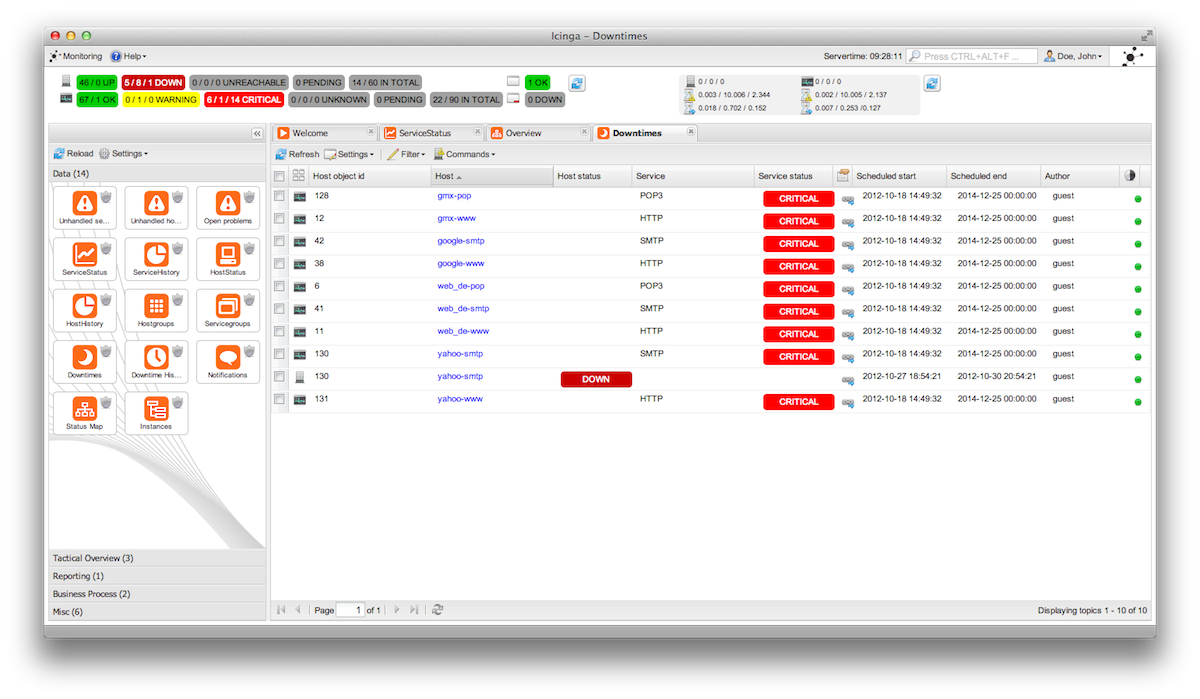 Icinga – Downtimes
Monitoring Help Servertime: 09:28:11 Press CTRL+ALT+F ... Doe, John
46 / 0 UP 5 / 8 / 1 DOWN 0 / 0 / 0 UNREACHABLE 0 PENDING 14 / 60 IN TOTAL 1 OK 0 / 0 / 0 0 / 0 / 0
67 / 1 OK 0 / 1 / 0 WARNING 6 / 1 / 14 CRITICAL 0 / 0 / 0 UNKNOWN 0 PENDING 22 / 90 IN TOTAL 0 DOWN 0.003 / 10.006 / 2.344 0.002 / 10.005 / 2.137
0.018 / 0.702 / 0.152 0.007 / 0.253 /0.127
Welcome ServiceStatus Overview Downtimes
Reload Settings
Refresh Settings Filter Commands
Data (14)
Unhandled se... Unhandled ho... Open problems
ServiceStatus ServiceHistory HostStatus
HostHistory Hostgroups Servicegroups
Downtimes Downtime His... Notifications
Status Map Instances
Tactical Overview (3)
Reporting (1)
Business Process (2)
Misc (6)
Host object id Host Host status Service Service status Scheduled start Scheduled end Author
128 gmx-pop POP3 CRITICAL 2012-10-18 14:49:32 2014-12-25 00:00:00 guest
12 gmx-www HTTP CRITICAL 2012-10-18 14:49:32 2014-12-25 00:00:00 guest
42 google-smtp SMTP CRITICAL 2012-10-18 14:49:32 2014-12-25 00:00:00 guest
38 google-www HTTP CRITICAL 2012-10-18 14:49:32 2014-12-25 00:00:00 guest
6 web_de-pop POP3 CRITICAL 2012-10-18 14:49:32 2014-12-25 00:00:00 guest
41 web_de-smtp SMTP CRITICAL 2012-10-18 14:49:32 2014-12-25 00:00:00 guest
11 web_de-www HTTP CRITICAL 2012-10-18 14:49:32 2014-12-25 00:00:00 guest
130 yahoo-smtp SMTP CRITICAL 2012-10-18 14:49:32 2014-12-25 00:00:00 guest
130 yahoo-smtp DOWN 2012-10-27 18:54:21 2012-10-30 20:54:21 guest
131 yahoo-www HTTP CRITICAL 2012-10-18 14:49:32 2014-12-25 00:00:00 guest
Page 1 of 1 Displaying topics 1 - 10 of 10